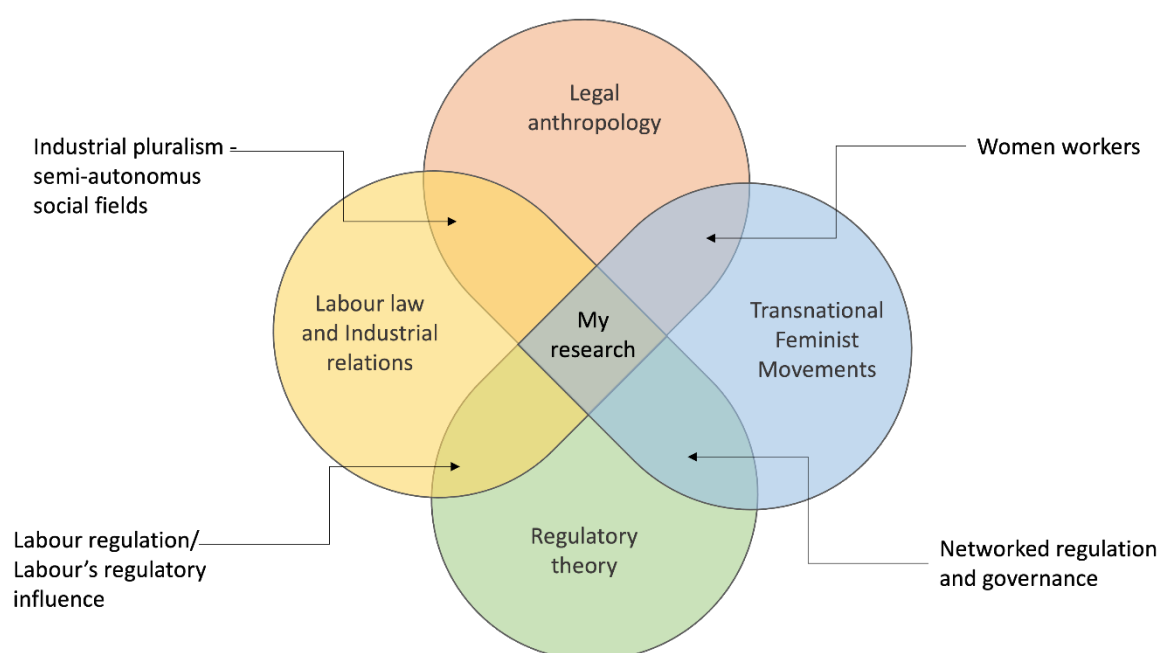 Legal
anthropology
Industrial pluralism -
semi-autonomus
social fields
Women workers
Labour law
and Industrial
relations
My
research
Transnational
Feminist
Movements
Labour regulation/
Labour's regulatory
influence
Regulatory
theory
Networked regulation
and governance